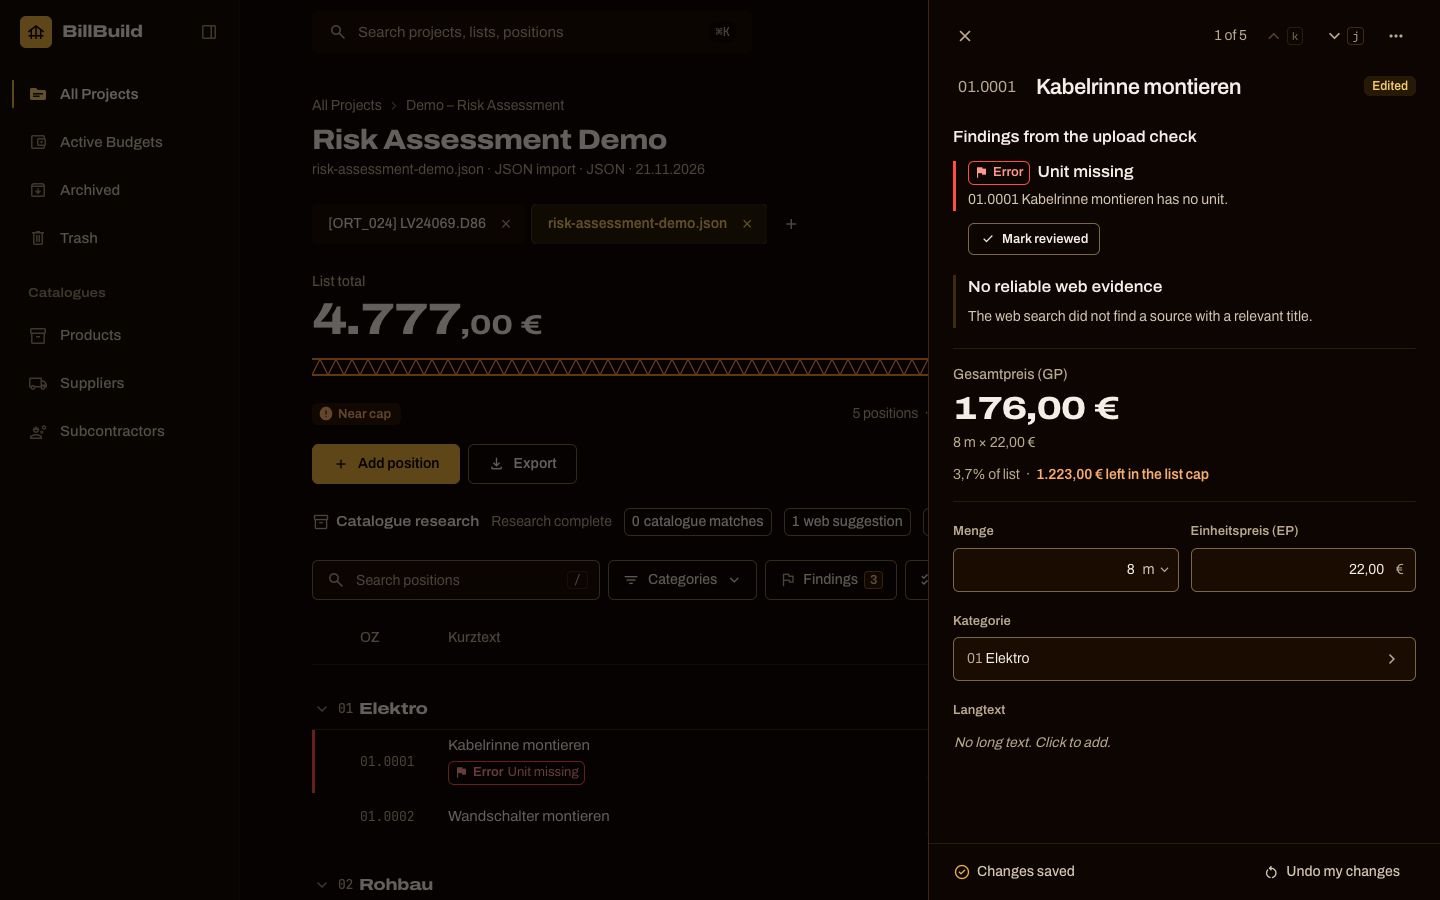 BillBuild
All Projects
Active Budgets
Archived
Trash
Catalogues
Products
Suppliers
Subcontractors
Search projects, lists, positions
⌘K
All Projects > Demo – Risk Assessment
Risk Assessment Demo
risk-assessment-demo.json · JSON import · JSON · 21.11.2026
[ORT_024] LV24069.D86
risk-assessment-demo.json
List total
4.777,00 €
Near cap
5 positions ·
Add position
Export
Catalogue research
Research complete
0 catalogue matches
1 web suggestion
Search positions
/
Categories
Findings 3
OZ
Kurztext
01 Elektro
01.0001
Kabelrinne montieren
Error Unit missing
01.0002
Wandschalter montieren
02 Rohbau
1 of 5
k
j
01.0001
Kabelrinne montieren
Edited
Findings from the upload check
Error Unit missing
01.0001 Kabelrinne montieren has no unit.
Mark reviewed
No reliable web evidence
The web search did not find a source with a relevant title.
Gesamtpreis (GP)
176,00 €
8 m × 22,00 €
3,7% of list · 1.223,00 € left in the list cap
Menge
8 m
Einheitspreis (EP)
22,00 €
Kategorie
01 Elektro
Langtext
No long text. Click to add.
Changes saved
Undo my changes